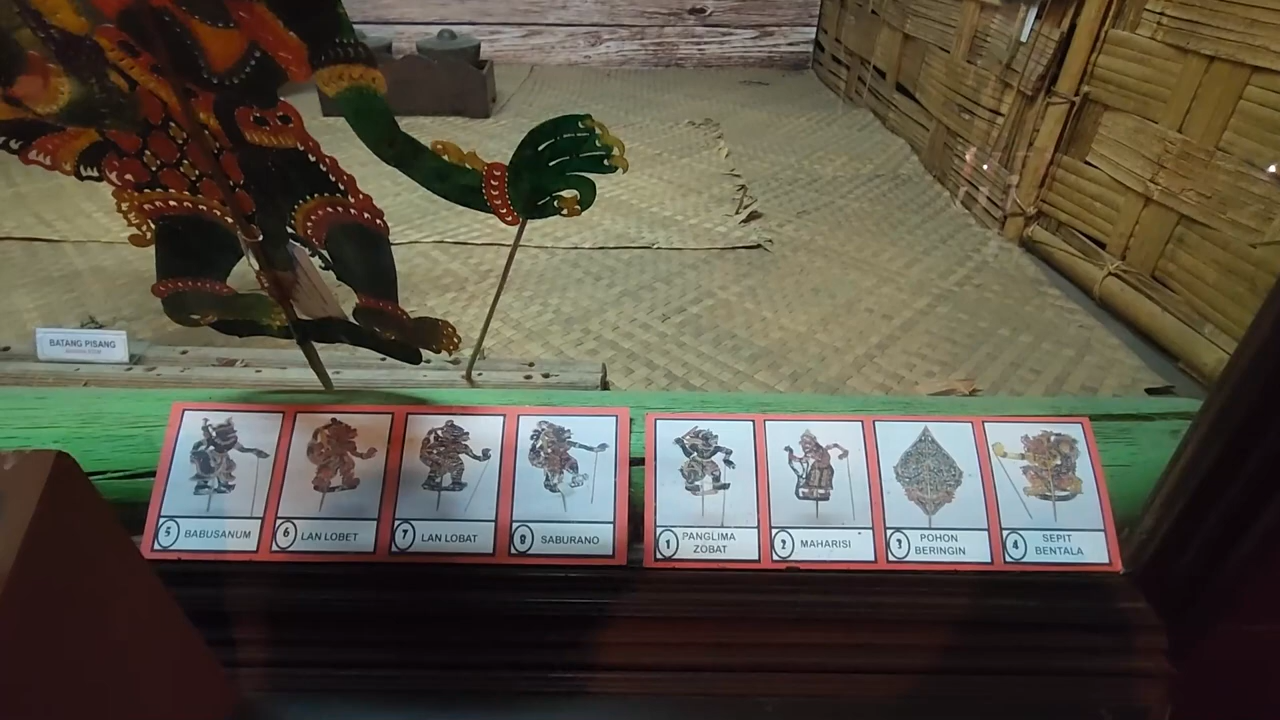 BATANG PISANG
5
BABUSANUM
6
LAN LOBET
7
LAN LOBAT
8
SABURANO
1
PANGLIMA
ZOBAT
2
MAHARISI
3
POHON
BERINGIN
4
SEPIT
BENTALA